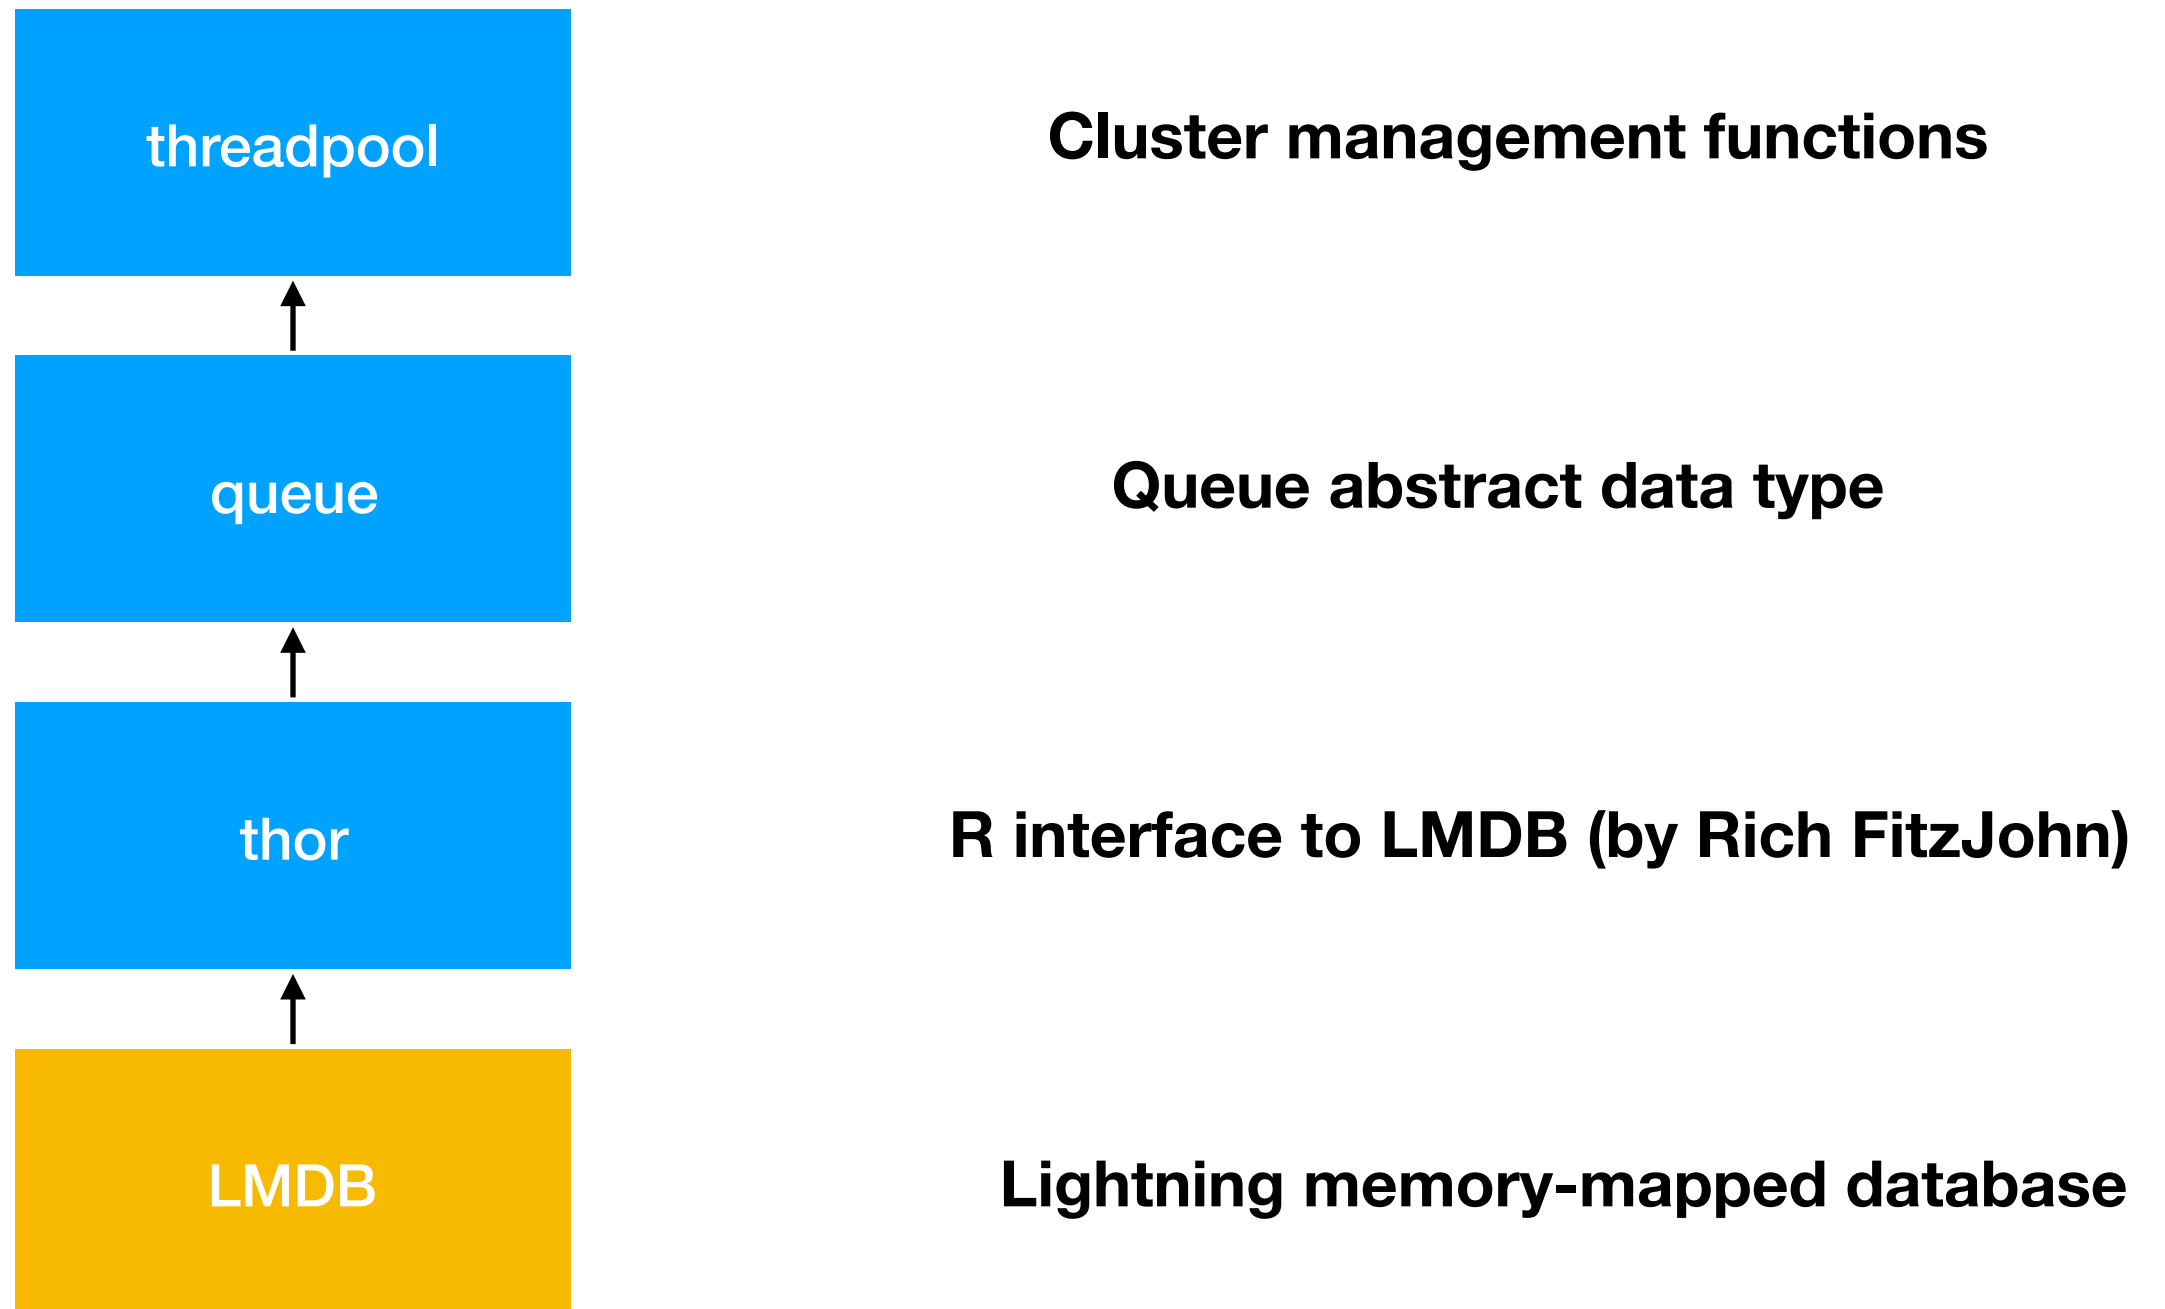 threadpool
Cluster management functions
queue
Queue abstract data type
thor
R interface to LMDB (by Rich FitzJohn)
LMDB
Lightning memory-mapped database